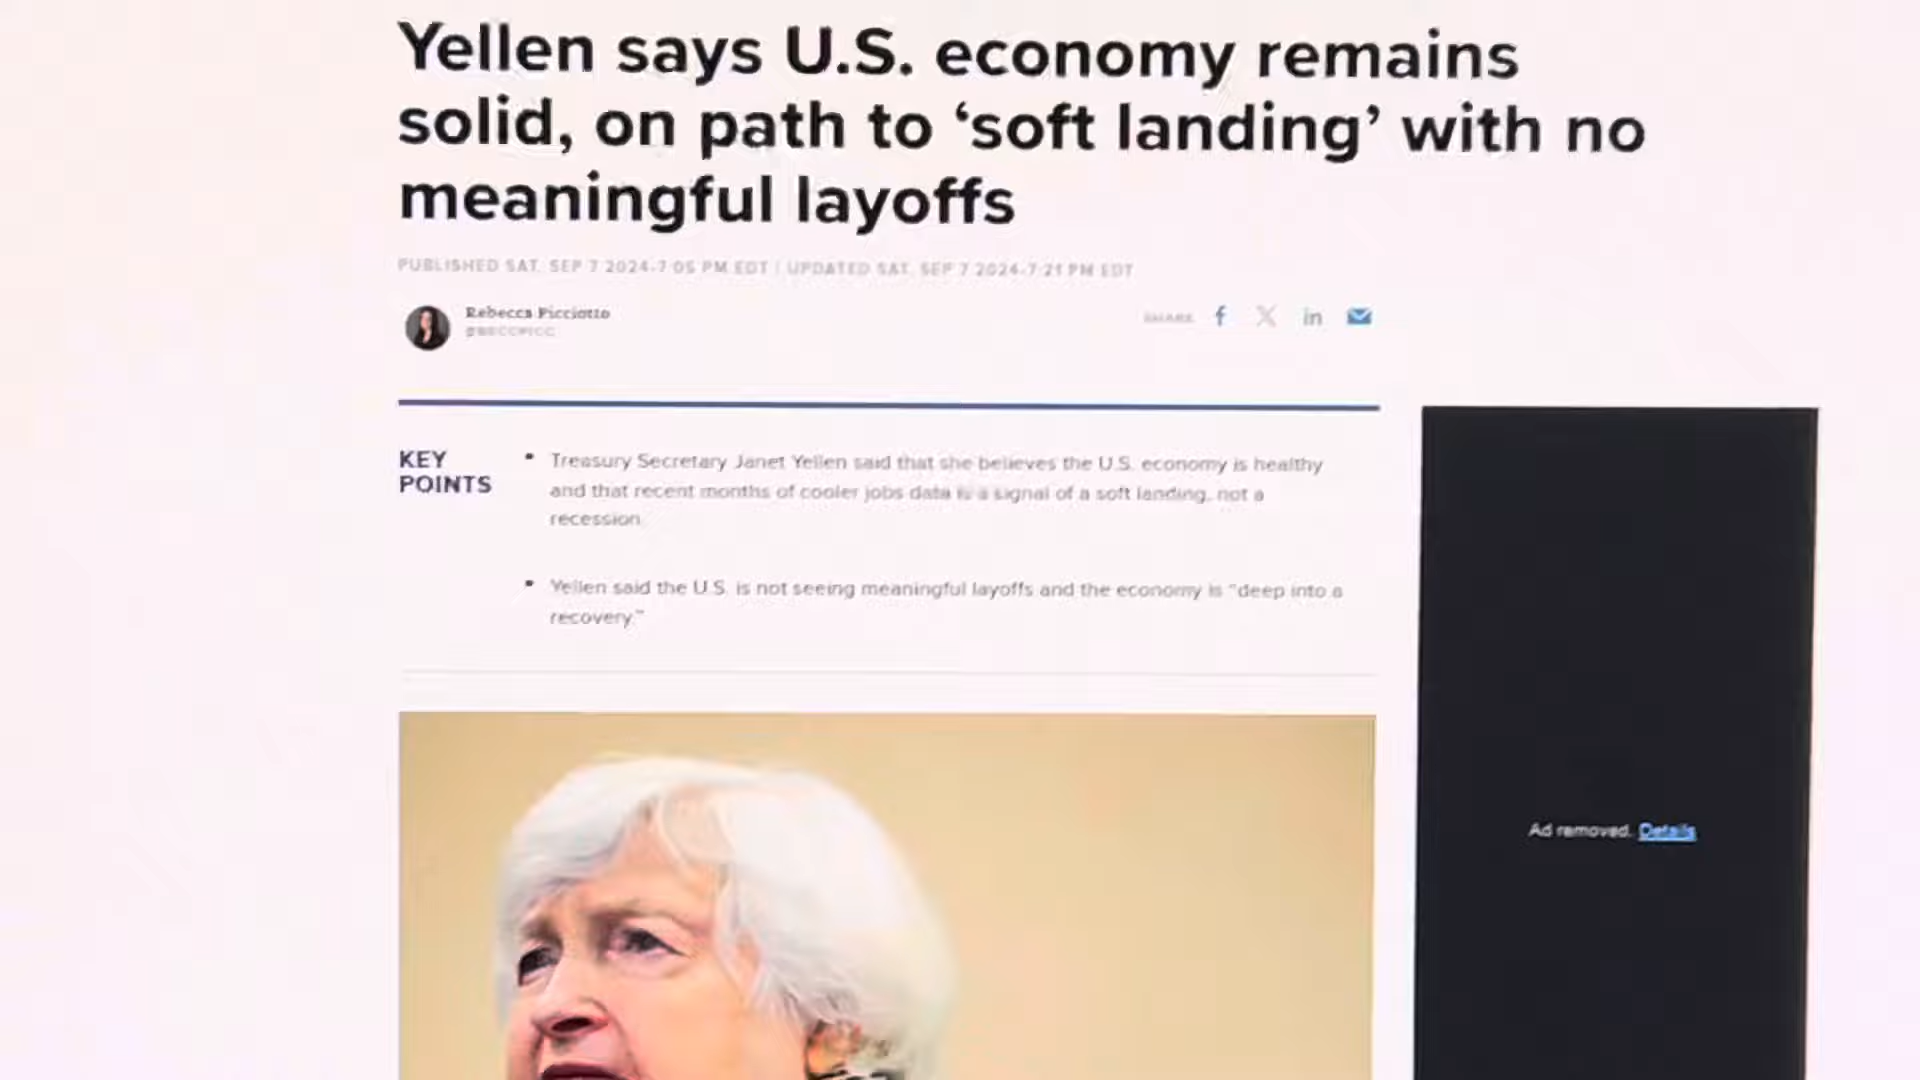 Yellen says U.S. economy remains
solid, on path to ‘soft landing’ with no
meaningful layoffs
PUBLISHED SAT, SEP 7 2024-7:05 PM EDT | UPDATED SAT, SEP 7 2024-7:21 PM EDT
Rebecca Picciotto
@BECCPICC
SHARE
KEY
POINTS
• Treasury Secretary Janet Yellen said that she believes the U.S. economy is healthy
and that recent months of cooler jobs data is a signal of a soft landing, not a
recession.
• Yellen said the U.S. is not seeing meaningful layoffs and the economy is “deep into a
recovery.”
Ad removed. Details